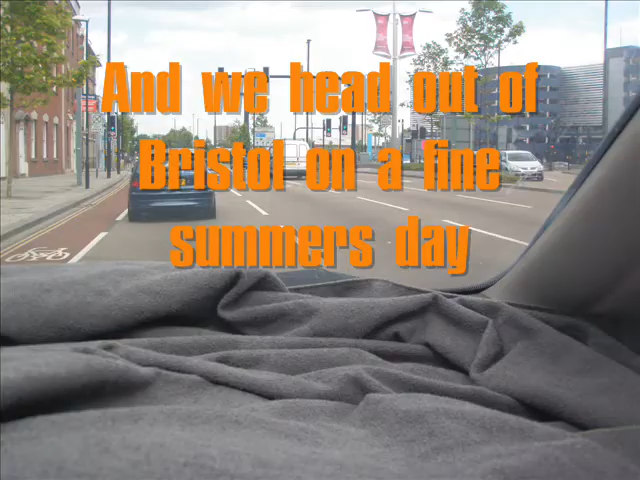 And we head out of
Bristol on a fine
summers day